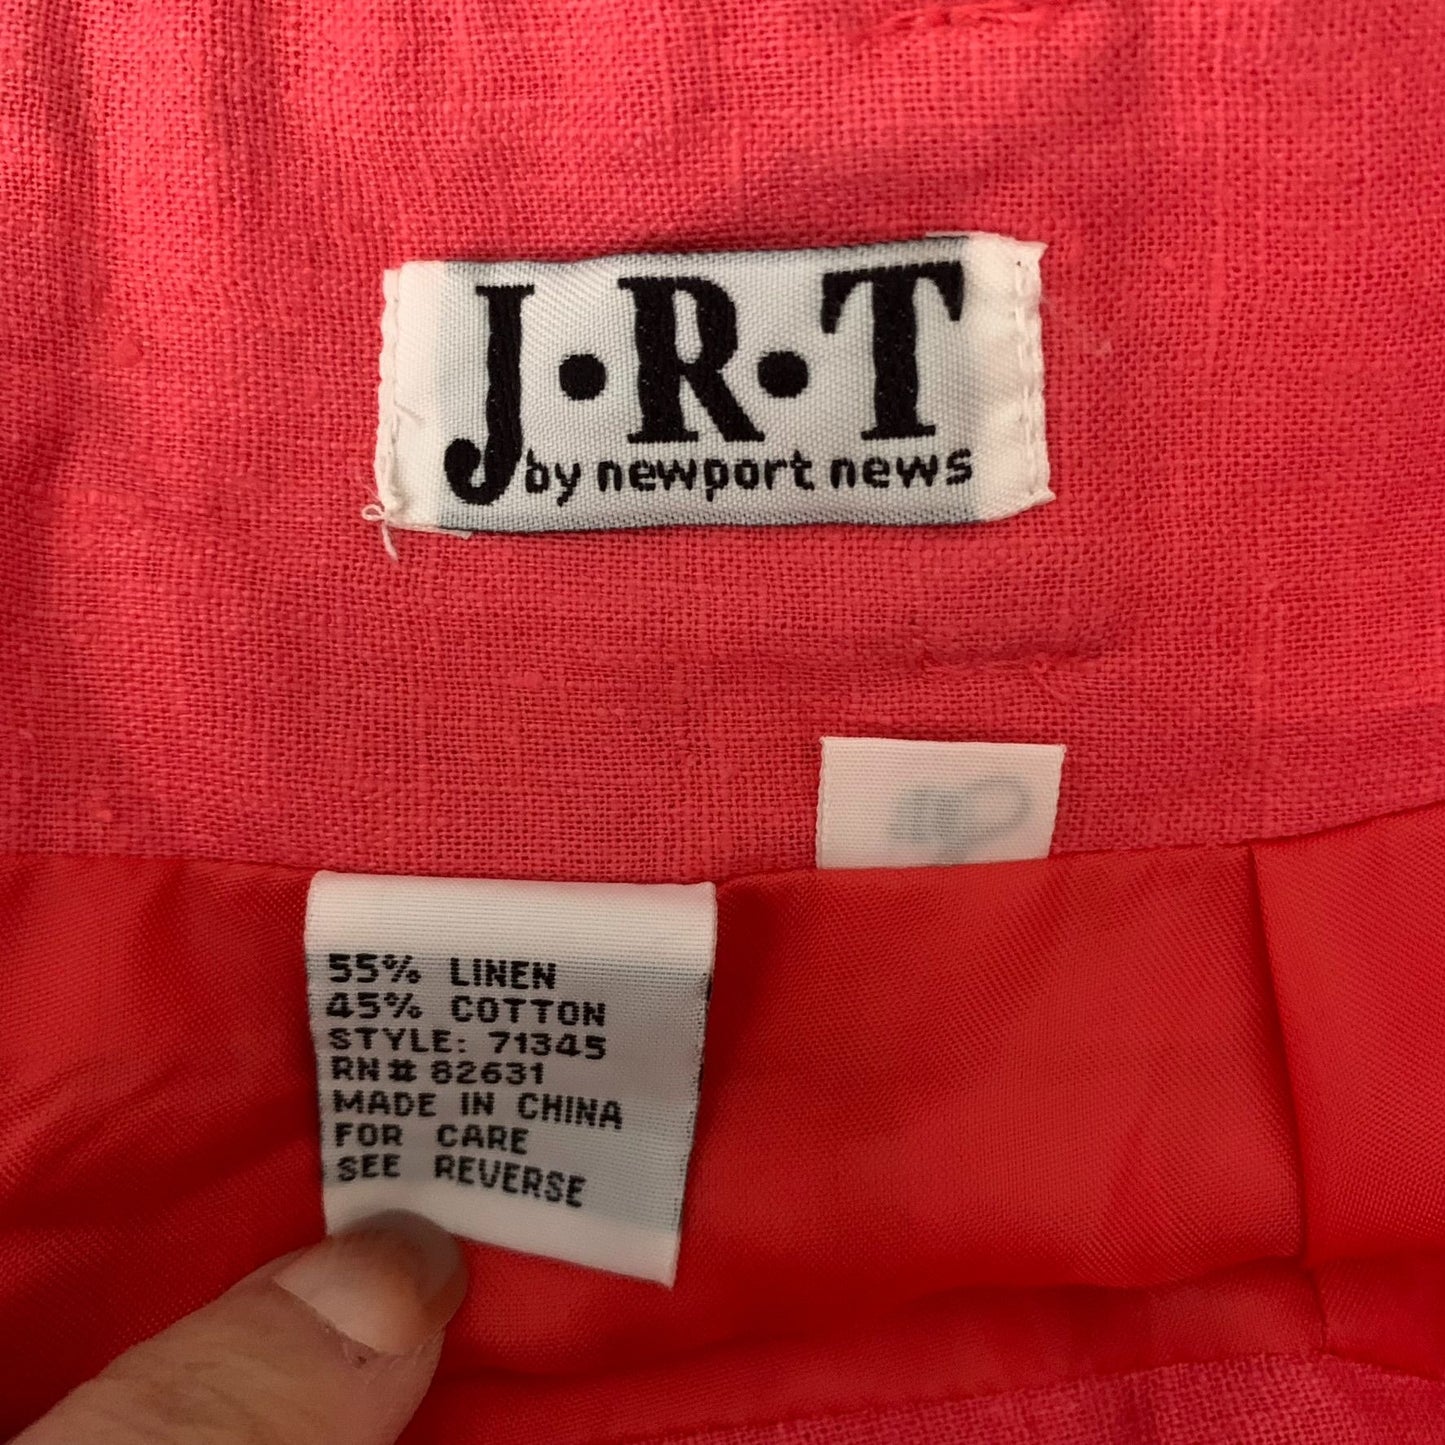 J•R•T
by newport news
55% LINEN
45% COTTON
STYLE: 71345
RN# 82631
MADE IN CHINA
FOR CARE
SEE REVERSE